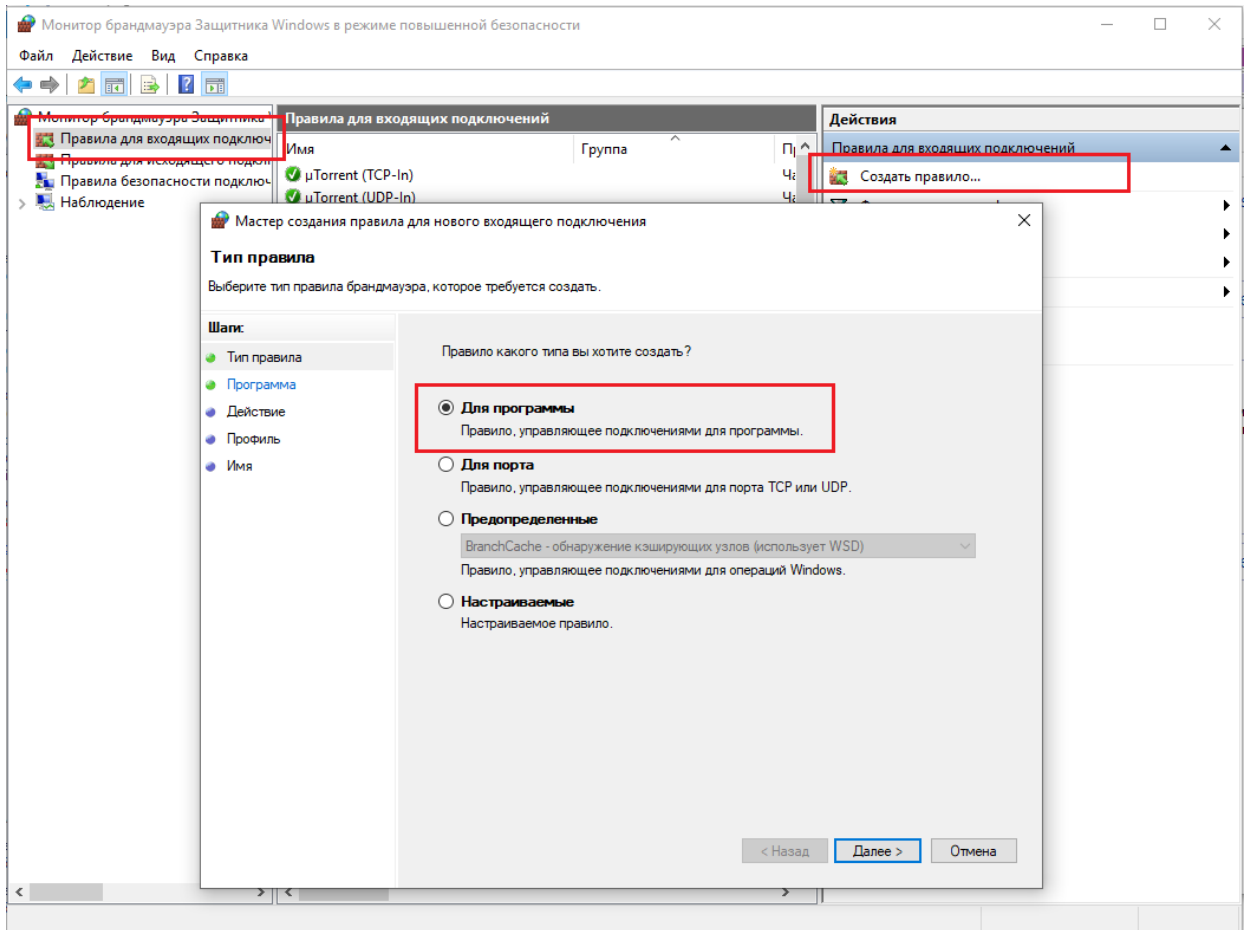 Монитор брандмауэра Защитника Windows в режиме повышенной безопасности
Файл Действие Вид Справка
Монитор брандмауэра Защитника
Правила для входящих подключ
Правила для исходящего подкл
Правила безопасности подключ
Наблюдение
Правила для входящих подключений
Имя Группа
µTorrent (TCP-In)
µTorrent (UDP-In)
Действия
Правила для входящих подключений
Создать правило...
Мастер создания правила для нового входящего подключения
Тип правила
Выберите тип правила брандмауэра, которое требуется создать.
Шаги:
Тип правила
Программа
Действие
Профиль
Имя
Правило какого типа вы хотите создать?
Для программы
Правило, управляющее подключениями для программы.
Для порта
Правило, управляющее подключениями для порта TCP или UDP.
Предопределенные
BranchCache - обнаружение кэширующих узлов (использует WSD)
Правило, управляющее подключениями для операций Windows.
Настраиваемые
Настраиваемое правило.
< Назад Далее > Отмена